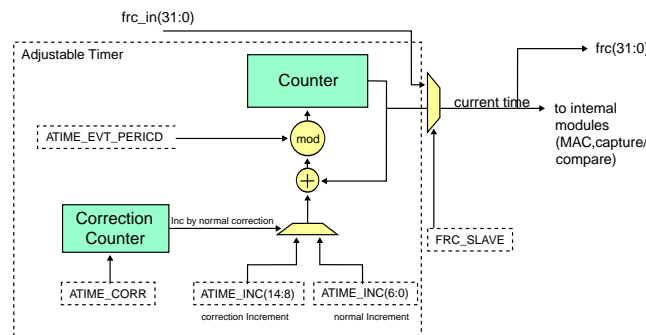 frc_in(31:0)
frc(31:0)
Adjustable Timer
Counter
current time
to internal
modules
(MAC,capture/
compare)
ATIME_EVT_PERICD
mod
+
Correction
Counter
Inc by normal correction
FRC_SLAVE
ATIME_CORR
ATIME_INC(14:8)
ATIME_INC(6:0)
correction Increment
normal Increment